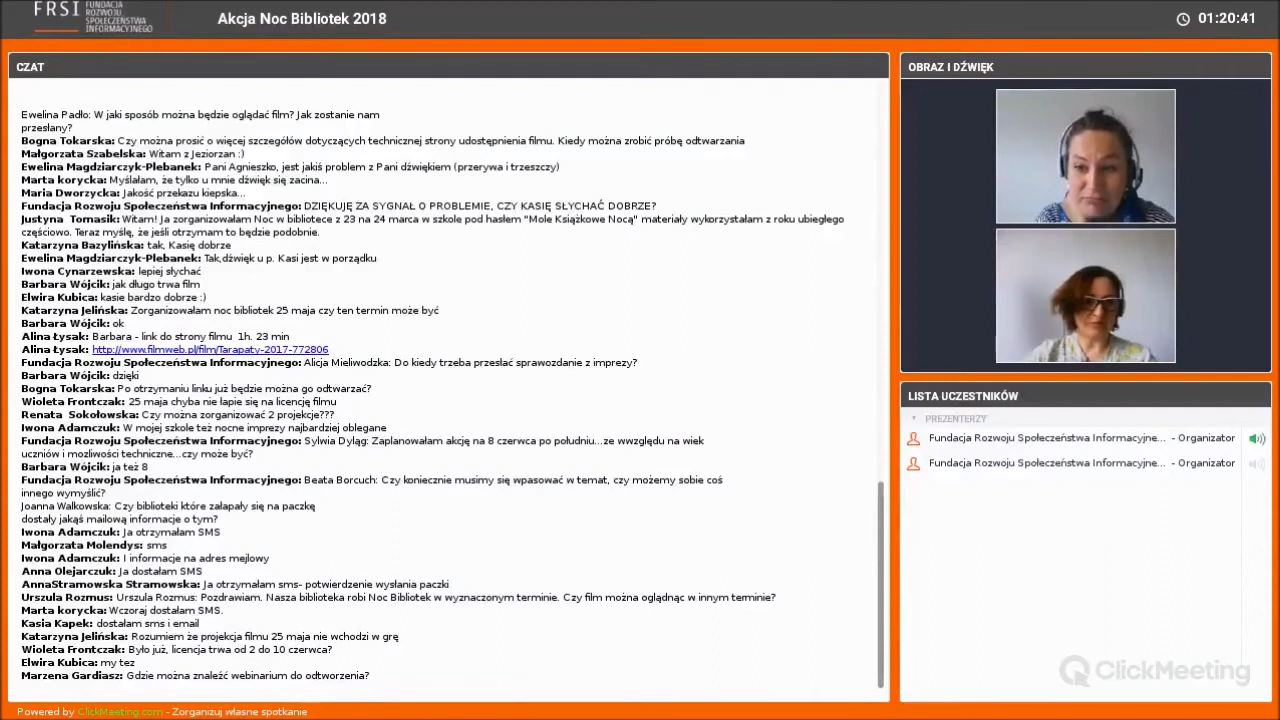 FRSI
FUNDACJA
ROZWOJU
SPOŁECZEŃSTWA
INFORMACYJNEGO
Akcja Noc Bibliotek 2018
01:20:41
CZAT
Ewelina Padło: W jaki sposób można będzie oglądać film? Jak zostanie nam
przesłany?
Bogna Tokarska: Czy można prosić o więcej szczegółów dotyczących technicznej strony udostępnienia filmu. Kiedy można zrobić próbę odtwarzania
Małgorzata Szabelska: Witam z Jeziorzan :)
Ewelina Magdziarczyk-Plebanek: Pani Agnieszko, jest jakiś problem z Pani dźwiękiem (przerywa i trzeszczy)
Marta korycka: Myślałam, że tylko u mnie dźwięk się zacina...
Maria Dworzycka: Jakość przekazu kiepska...
Fundacja Rozwoju Społeczeństwa Informacyjnego: DZIĘKUJĘ ZA SYGNAŁ O PROBLEMIE, CZY KASIĘ SŁYCHAĆ DOBRZE?
Justyna Tomasik: Witam! Ja zorganizowałam Noc w bibliotece z 23 na 24 marca w szkole pod hasłem "Mole Książkowe Nocą" materiały wykorzystałam z roku ubiegłego
częściowo. Teraz myślę, że jeśli otrzymam to będzie podobnie.
Katarzyna Bazylińska: tak, Kasię dobrze
Ewelina Magdziarczyk-Plebanek: Tak,dźwięk u p. Kasi jest w porządku
Iwona Cynarzewska: lepiej słychać
Barbara Wójcik: jak długo trwa film
Elwira Kubica: kasie bardzo dobrze :)
Katarzyna Jelińska: Zorganizowałam noc bibliotek 25 maja czy ten termin może być
Barbara Wójcik: ok
Alina Łysak: Barbara - link do strony filmu 1h. 23 min
Alina Łysak: http://www.filmweb.pl/film/Tarapaty-2017-772806
Fundacja Rozwoju Społeczeństwa Informacyjnego: Alicja Mieliwodzka: Do kiedy trzeba przesłać sprawozdanie z imprezy?
Barbara Wójcik: dzięki
Bogna Tokarska: Po otrzymaniu linku już będzie można go odtwarzać?
Wioleta Frontczak: 25 maja chyba nie łapie się na licencję filmu
Renata Sokołowska: Czy można zorganizować 2 projekcje???
Iwona Adamczuk: W mojej szkole też nocne imprezy najbardziej oblegane
Fundacja Rozwoju Społeczeństwa Informacyjnego: Sylwia Dyląg: Zaplanowałam akcję na 8 czerwca po południu...ze wwzględu na wiek
uczniów i mozliwości techniczne...czy może być?
Barbara Wójcik: ja też 8
Fundacja Rozwoju Społeczeństwa Informacyjnego: Beata Borcuch: Czy koniecznie musimy się wpasować w temat, czy możemy sobie coś
innego wymyślić?
Joanna Walkowska: Czy biblioteki które załapały się na paczkę
dostały jakąś mailową informacje o tym?
Iwona Adamczuk: Ja otrzymałam SMS
Małgorzata Molendys: sms
Iwona Adamczuk: I informacje na adres mejlowy
Anna Olejarczuk: Ja dostałam SMS
AnnaStramowska Stramowska: Ja otrzymałam sms- potwierdzenie wysłania paczki
Urszula Rozmus: Urszula Rozmus: Pozdrawiam. Nasza biblioteka robi Noc Bibliotek w wyznaczonym terminie. Czy film można oglądnąc w innym terminie?
Marta korycka: Wczoraj dostałam SMS.
Kasia Kapek: dostałam sms i email
Katarzyna Jelińska: Rozumiem że projekcja filmu 25 maja nie wchodzi w grę
Wioleta Frontczak: Było już, licencja trwa od 2 do 10 czerwca?
Elwira Kubica: my tez
Marzena Gardiasz: Gdzie można znaleźć webinarium do odtworzenia?
OBRAZ I DŹWIĘK
LISTA UCZESTNIKÓW
PREZENTERZY
Fundacja Rozwoju Społeczeństwa Informacyjne... - Organizator
Fundacja Rozwoju Społeczeństwa Informacyjne... - Organizator
ClickMeeting
Powered by ClickMeeting.com - Zorganizuj własne spotkanie